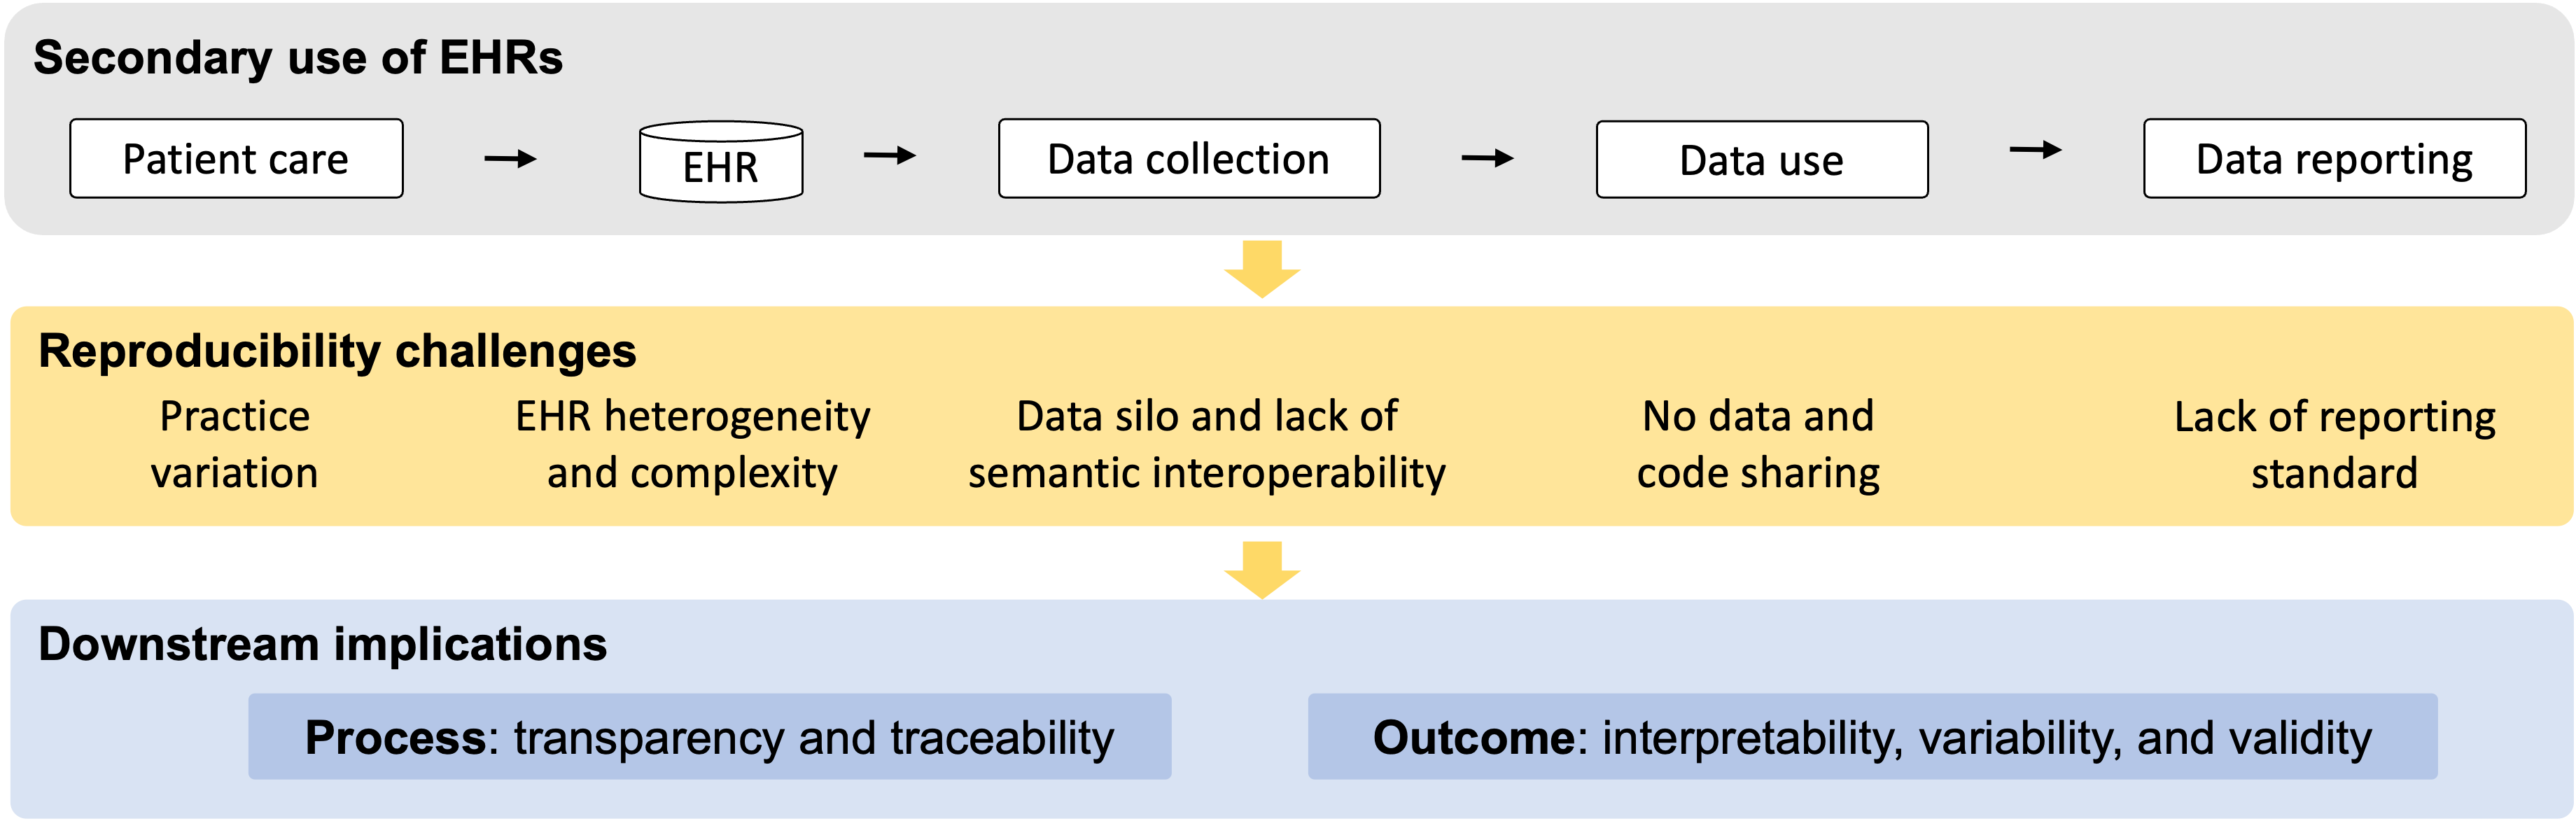 Secondary use of EHRs
Patient care
EHR
Data collection
Data use
Data reporting
Reproducibility challenges
Practice
variation
EHR heterogeneity
and complexity
Data silo and lack of
semantic interoperability
No data and
code sharing
Lack of reporting
standard
Downstream implications
Process: transparency and traceability
Outcome: interpretability, variability, and validity